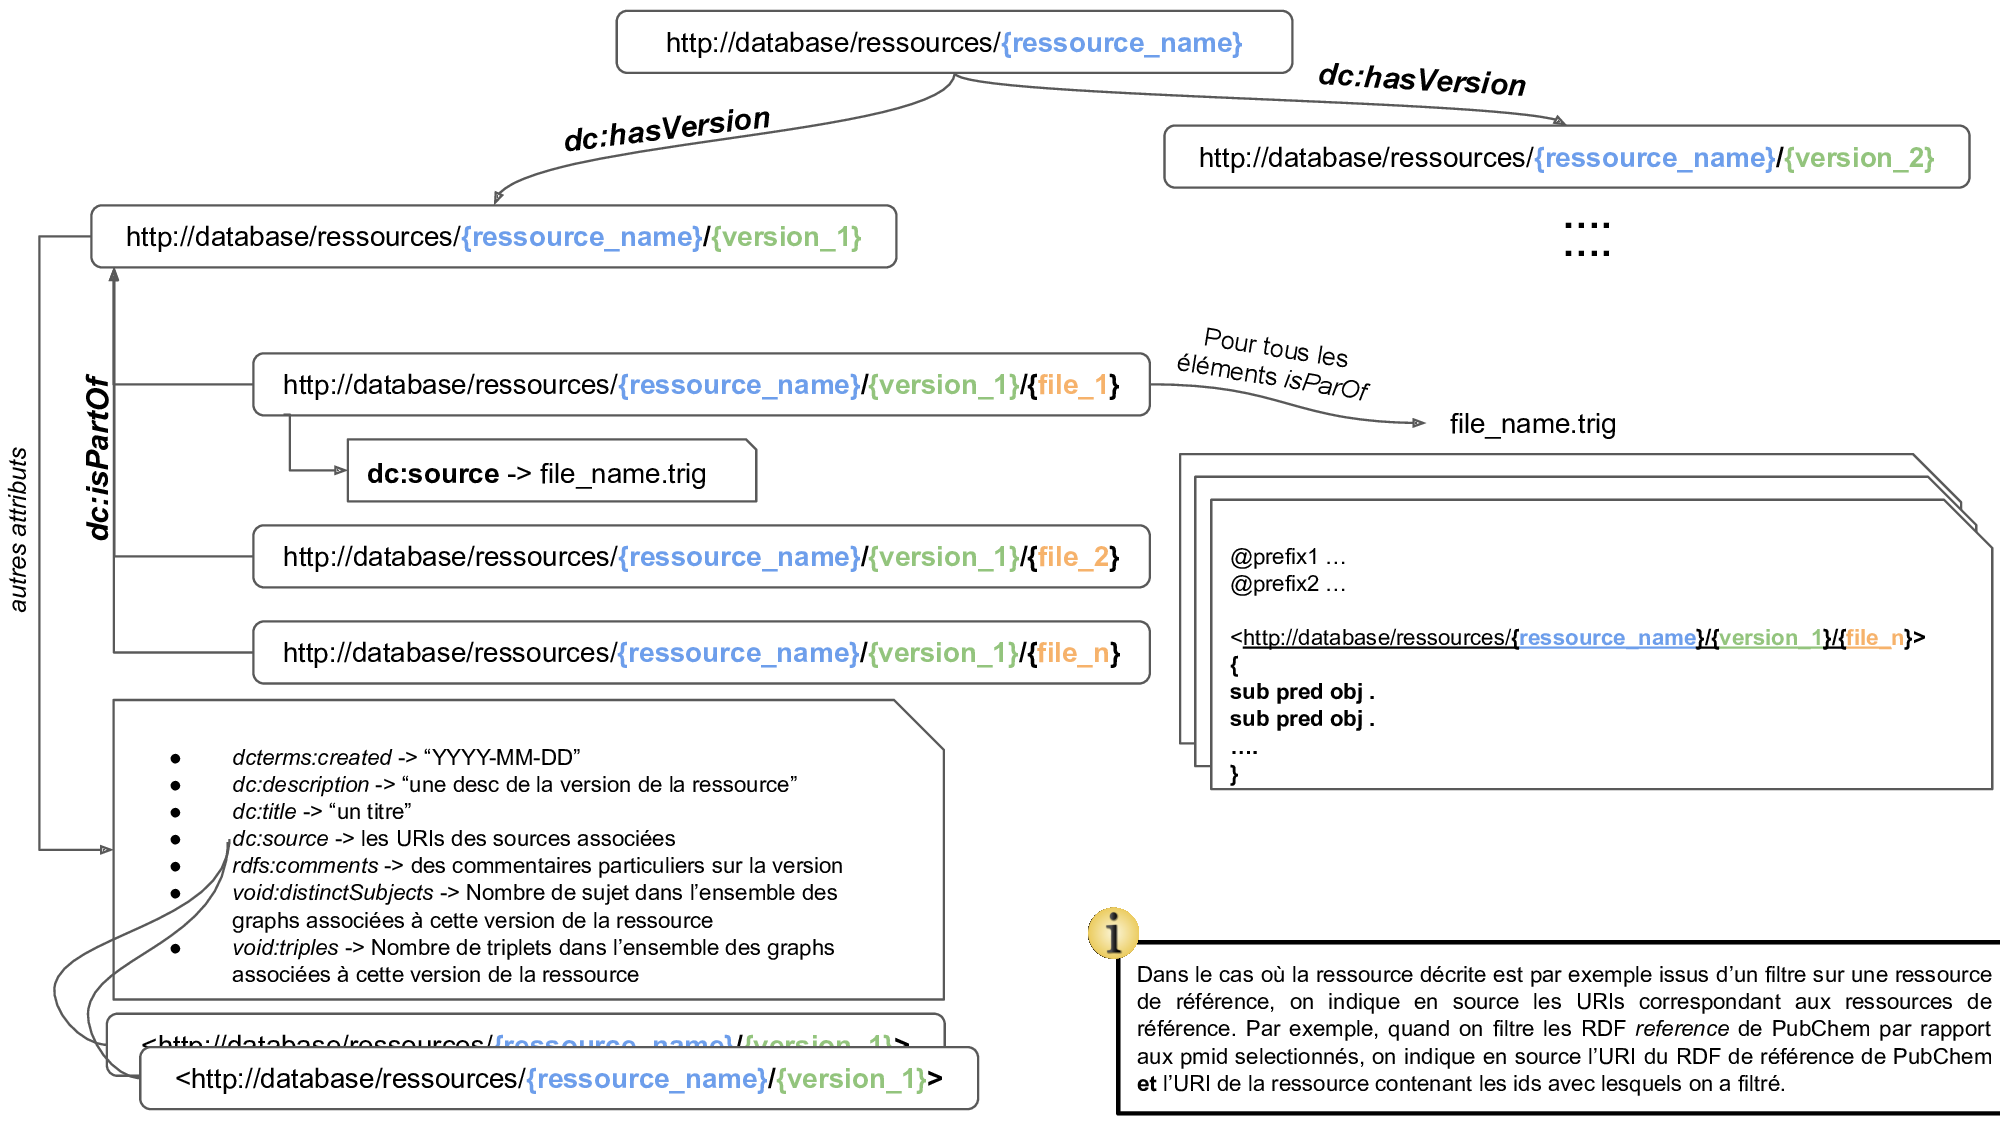 http://database/ressources/{ressource_name}
dc:hasVersion
dc:hasVersion
http://database/ressources/{ressource_name}/{version_2}
....
....
http://database/ressources/{ressource_name}/{version_1}
dc:isPartOf
autres attributs
http://database/ressources/{ressource_name}/{version_1}/{file_1}
Pour tous les
éléments isParOf
file_name.trig
dc:source -> file_name.trig
http://database/ressources/{ressource_name}/{version_1}/{file_2}
http://database/ressources/{ressource_name}/{version_1}/{file_n}
@prefix1 …
@prefix2 …
<http://database/ressources/{ressource_name}/{version_1}/{file_n}>
{
sub pred obj .
sub pred obj .
….
}
● dcterms:created -> “YYYY-MM-DD”
● dc:description -> “une desc de la version de la ressource”
● dc:title -> “un titre”
● dc:source -> les URIs des sources associées
● rdfs:comments -> des commentaires particuliers sur la version
● void:distinctSubjects -> Nombre de sujet dans l’ensemble des
graphs associées à cette version de la ressource
● void:triples -> Nombre de triplets dans l’ensemble des graphs
associées à cette version de la ressource
<http://database/ressources/{ressource_name}/{version_1}>
<http://database/ressources/{ressource_name}/{version_1}>
i
Dans le cas où la ressource décrite est par exemple issus d’un filtre sur une ressource
de référence, on indique en source les URIs correspondant aux ressources de
référence. Par exemple, quand on filtre les RDF reference de PubChem par rapport
aux pmid selectionnés, on indique en source l’URI du RDF de référence de PubChem
et l’URI de la ressource contenant les ids avec lesquels on a filtré.